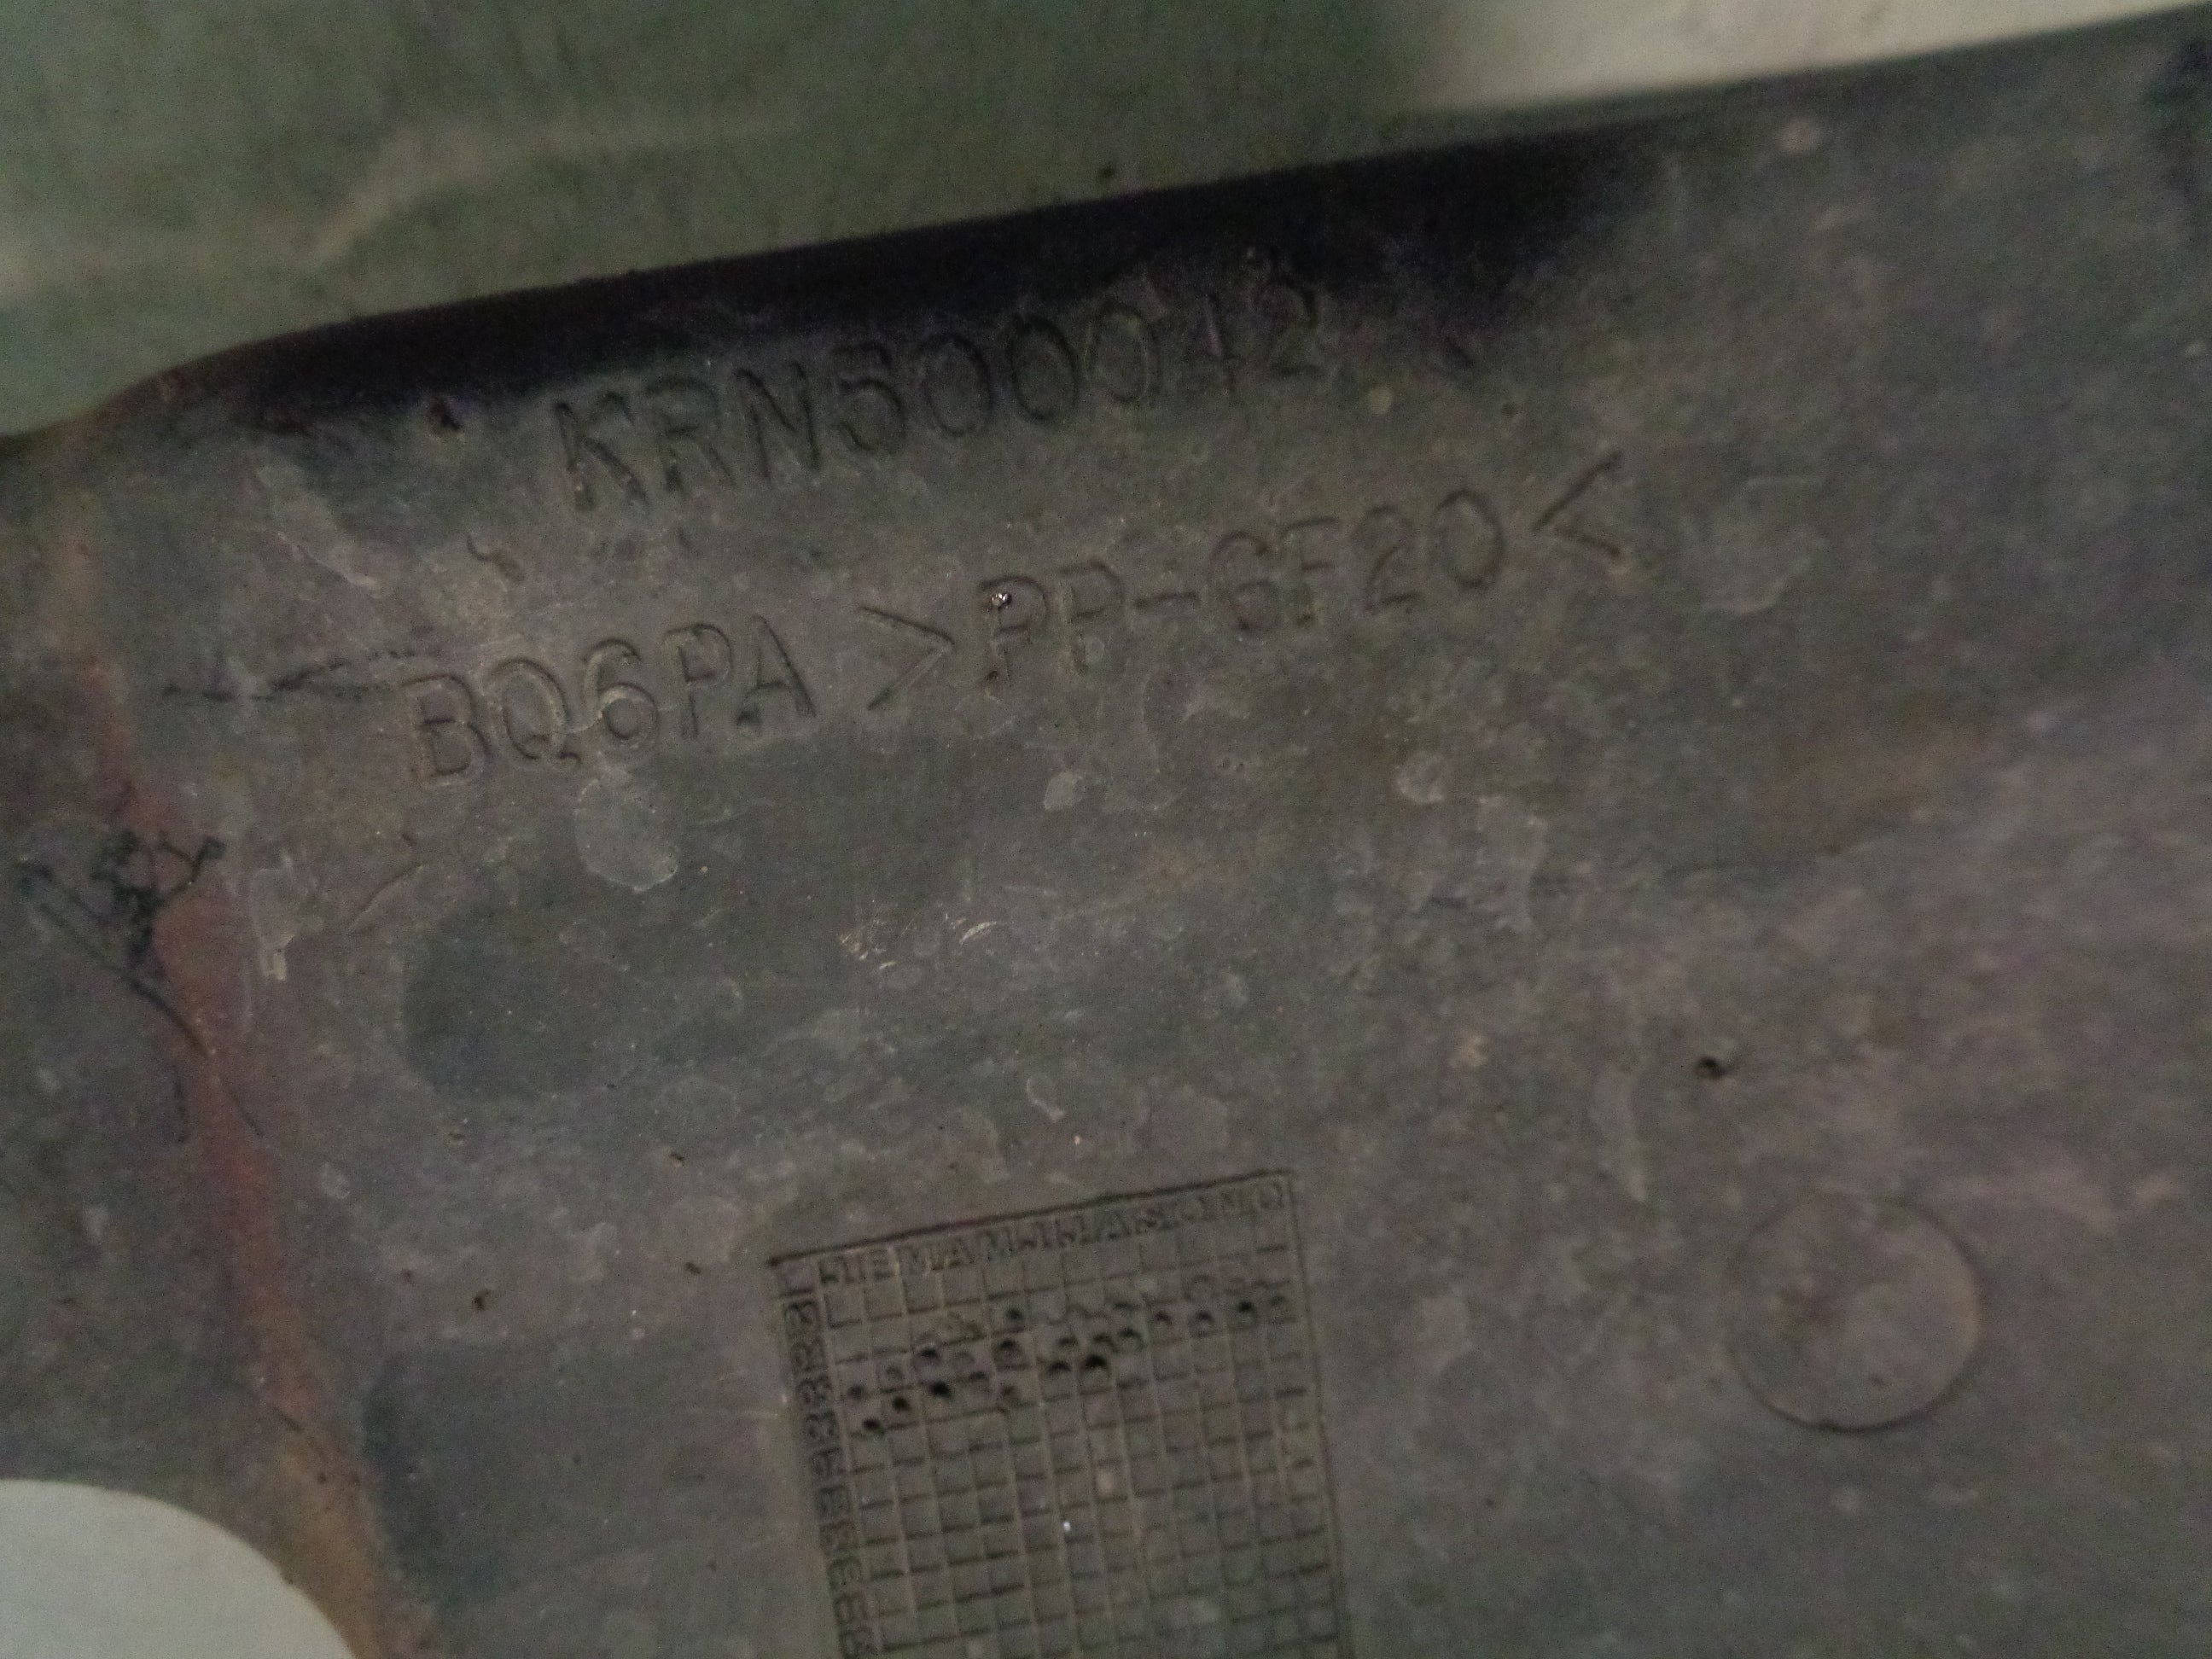 KRN500042
BQ6PA >PP-GF20<
J F M A M J J A S O N D